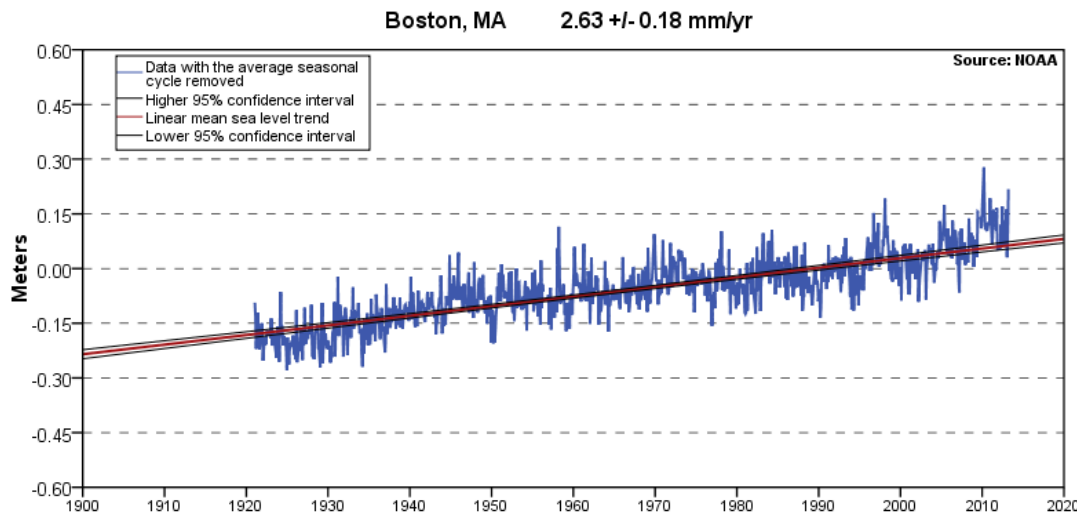 Boston, MA 2.63 +/- 0.18 mm/yr
Source: NOAA
Data with the average seasonal
cycle removed
Higher 95% confidence interval
Linear mean sea level trend
Lower 95% confidence interval
Meters
0.60
0.45
0.30
0.15
0.00
-0.15
-0.30
-0.45
-0.60
1900 1910 1920 1930 1940 1950 1960 1970 1980 1990 2000 2010 2020